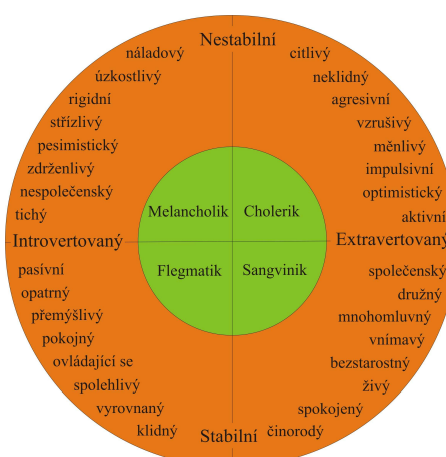 Nestabilní
náladový
úzkostlivý
rigidní
střízlivý
pesimistický
zdrženlivý
nespolečenský
tichý
citlivý
neklidný
agresivní
vzrušivý
měnlivý
impulsivní
optimistický
aktivní
Melancholik
Cholerik
Introvertovaný
Extravertovaný
Flegmatik
Sangvinik
pasívní
opatrný
přemýšlivý
pokojný
ovládající se
spolehlivý
vyrovnaný
klidný
společenský
družný
mnohomluvný
vnímavý
bezstarostný
živý
spokojený
činorodý
Stabilní